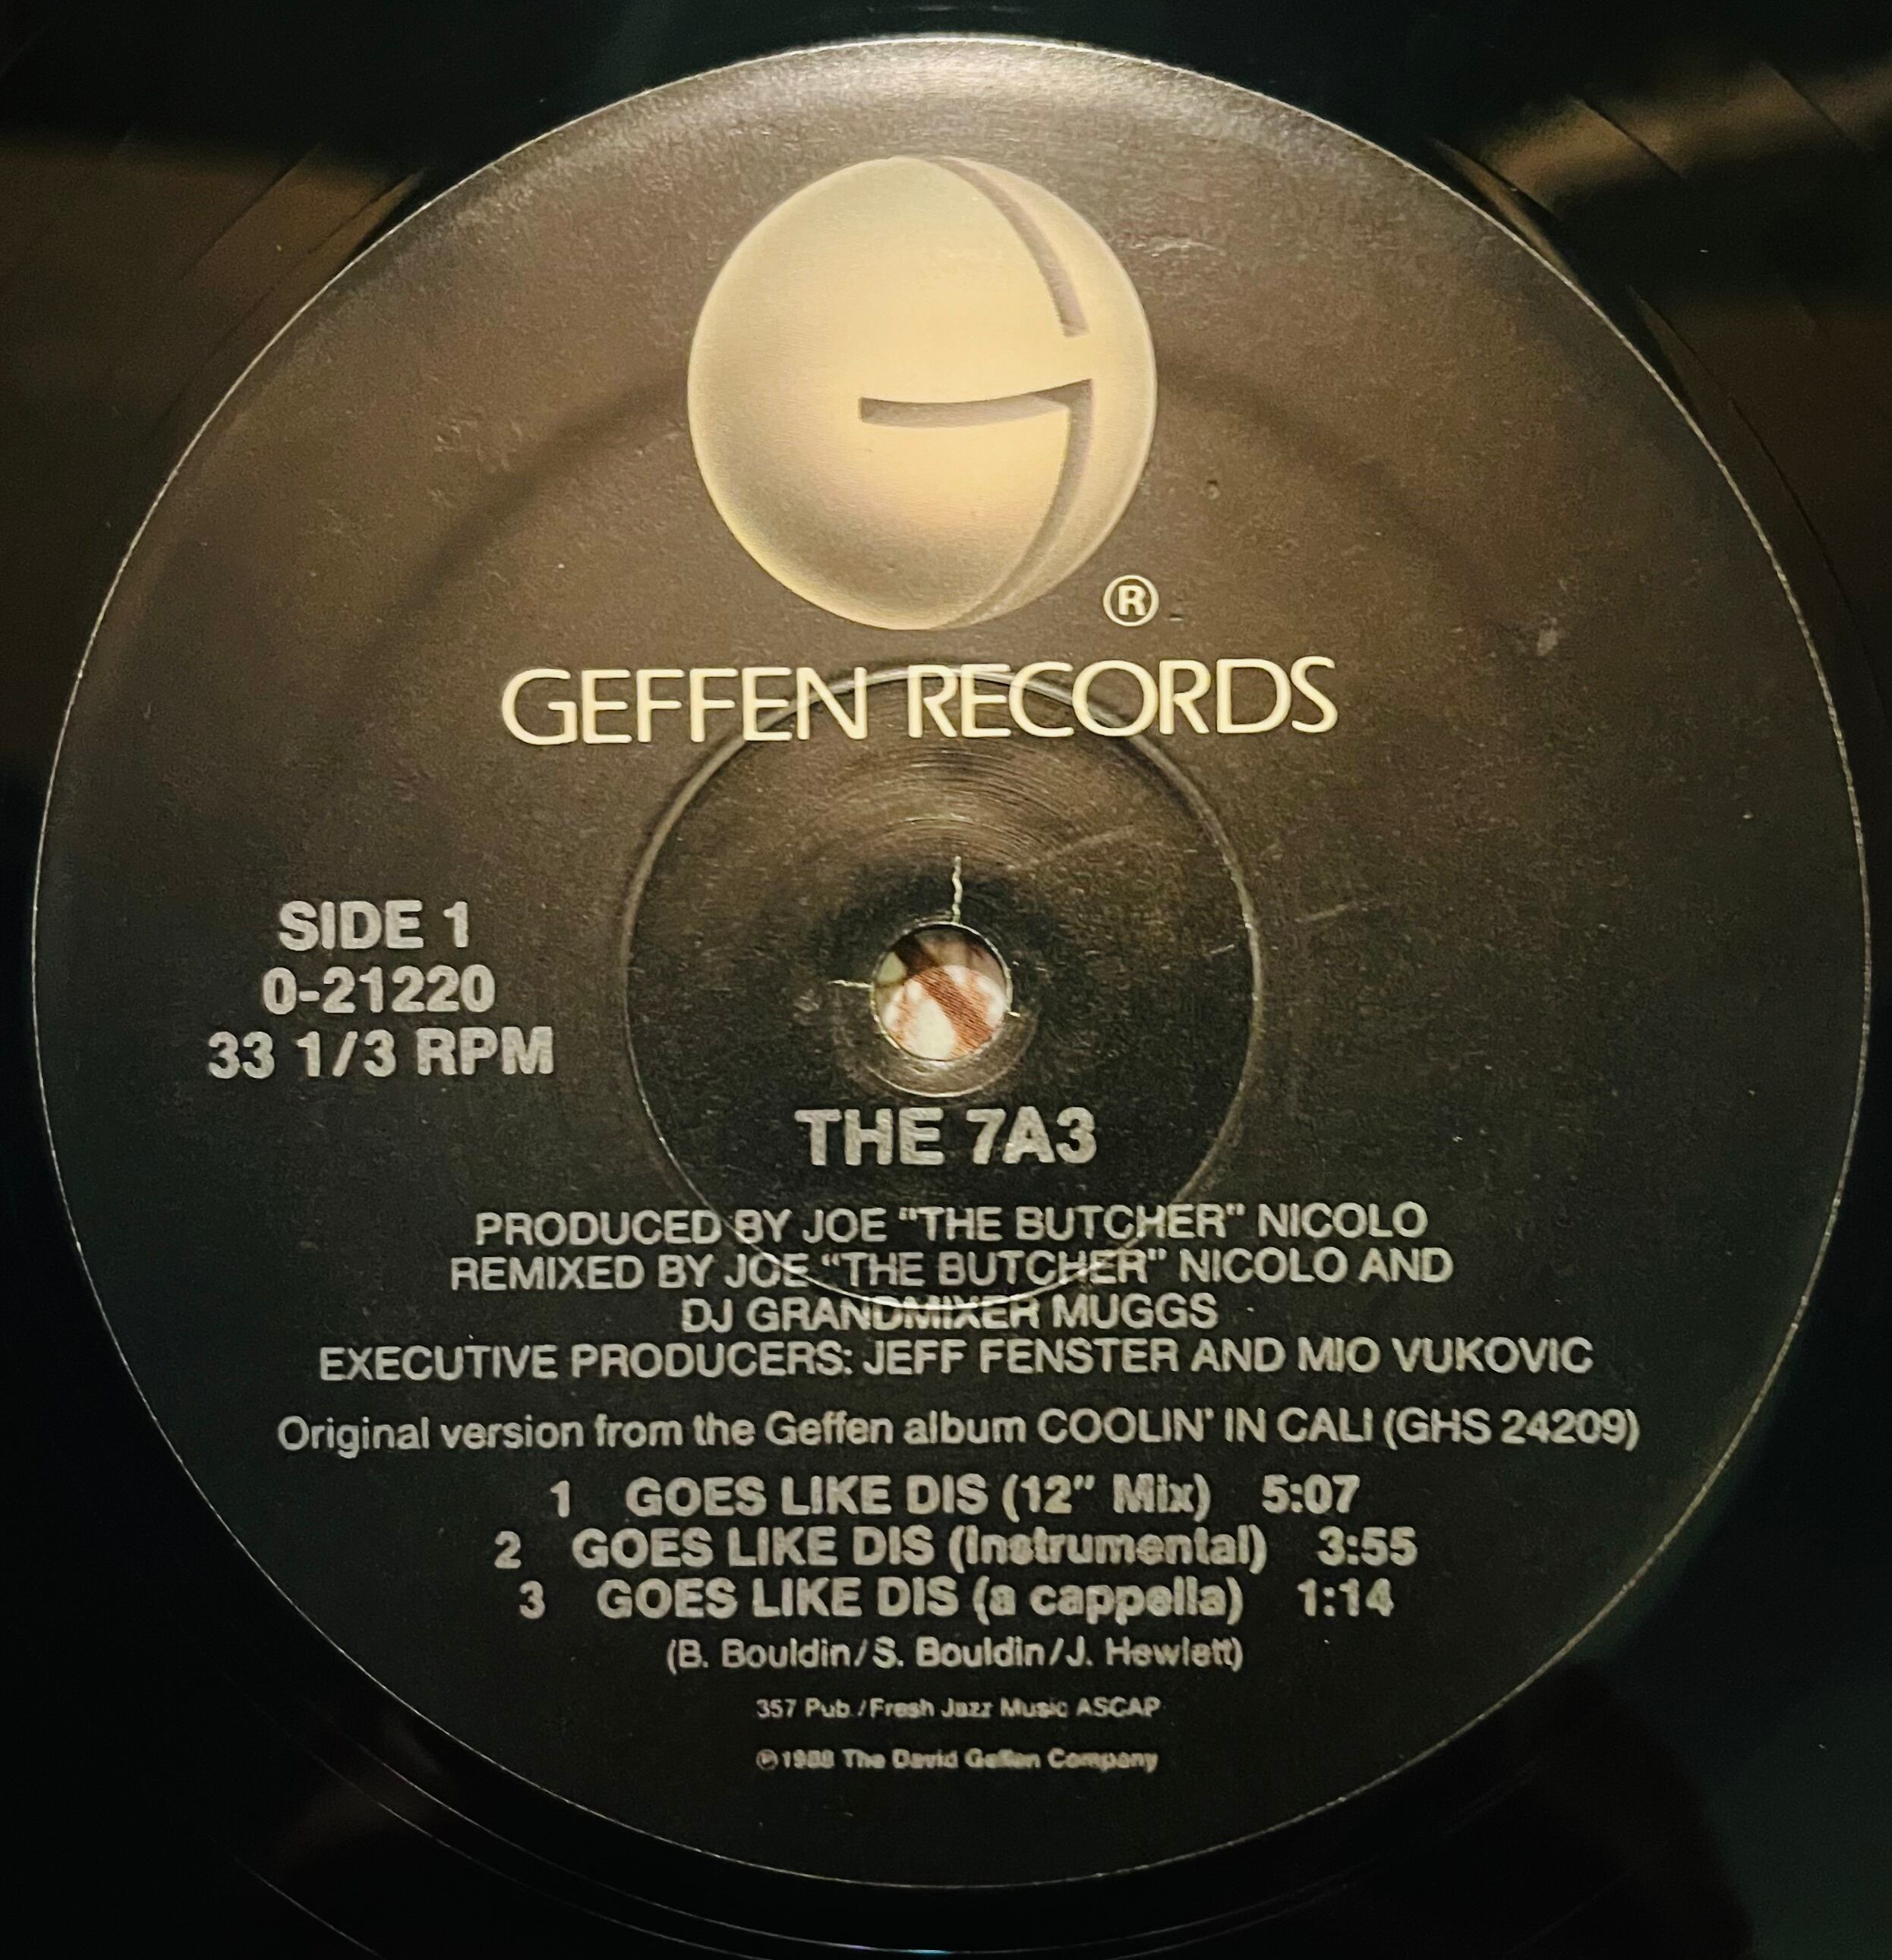 ®
GEFFEN RECORDS
SIDE 1
0-21220
33 1/3 RPM
THE 7A3
PRODUCED BY JOE "THE BUTCHER" NICOLO
REMIXED BY JOE "THE BUTCHER" NICOLO AND
DJ GRANDMIXER MUGGS
EXECUTIVE PRODUCERS: JEFF FENSTER AND MIO VUKOVIC
Original version from the Geffen album COOLIN' IN CALI (GHS 24209)
1 GOES LIKE DIS (12" Mix) 5:07
2 GOES LIKE DIS (Instrumental) 3:55
3 GOES LIKE DIS (a cappella) 1:14
(B. Bouldin/S. Bouldin/J. Hewlett)
357 Pub./Fresh Jazz Music ASCAP
℗1988 The David Geffen Company